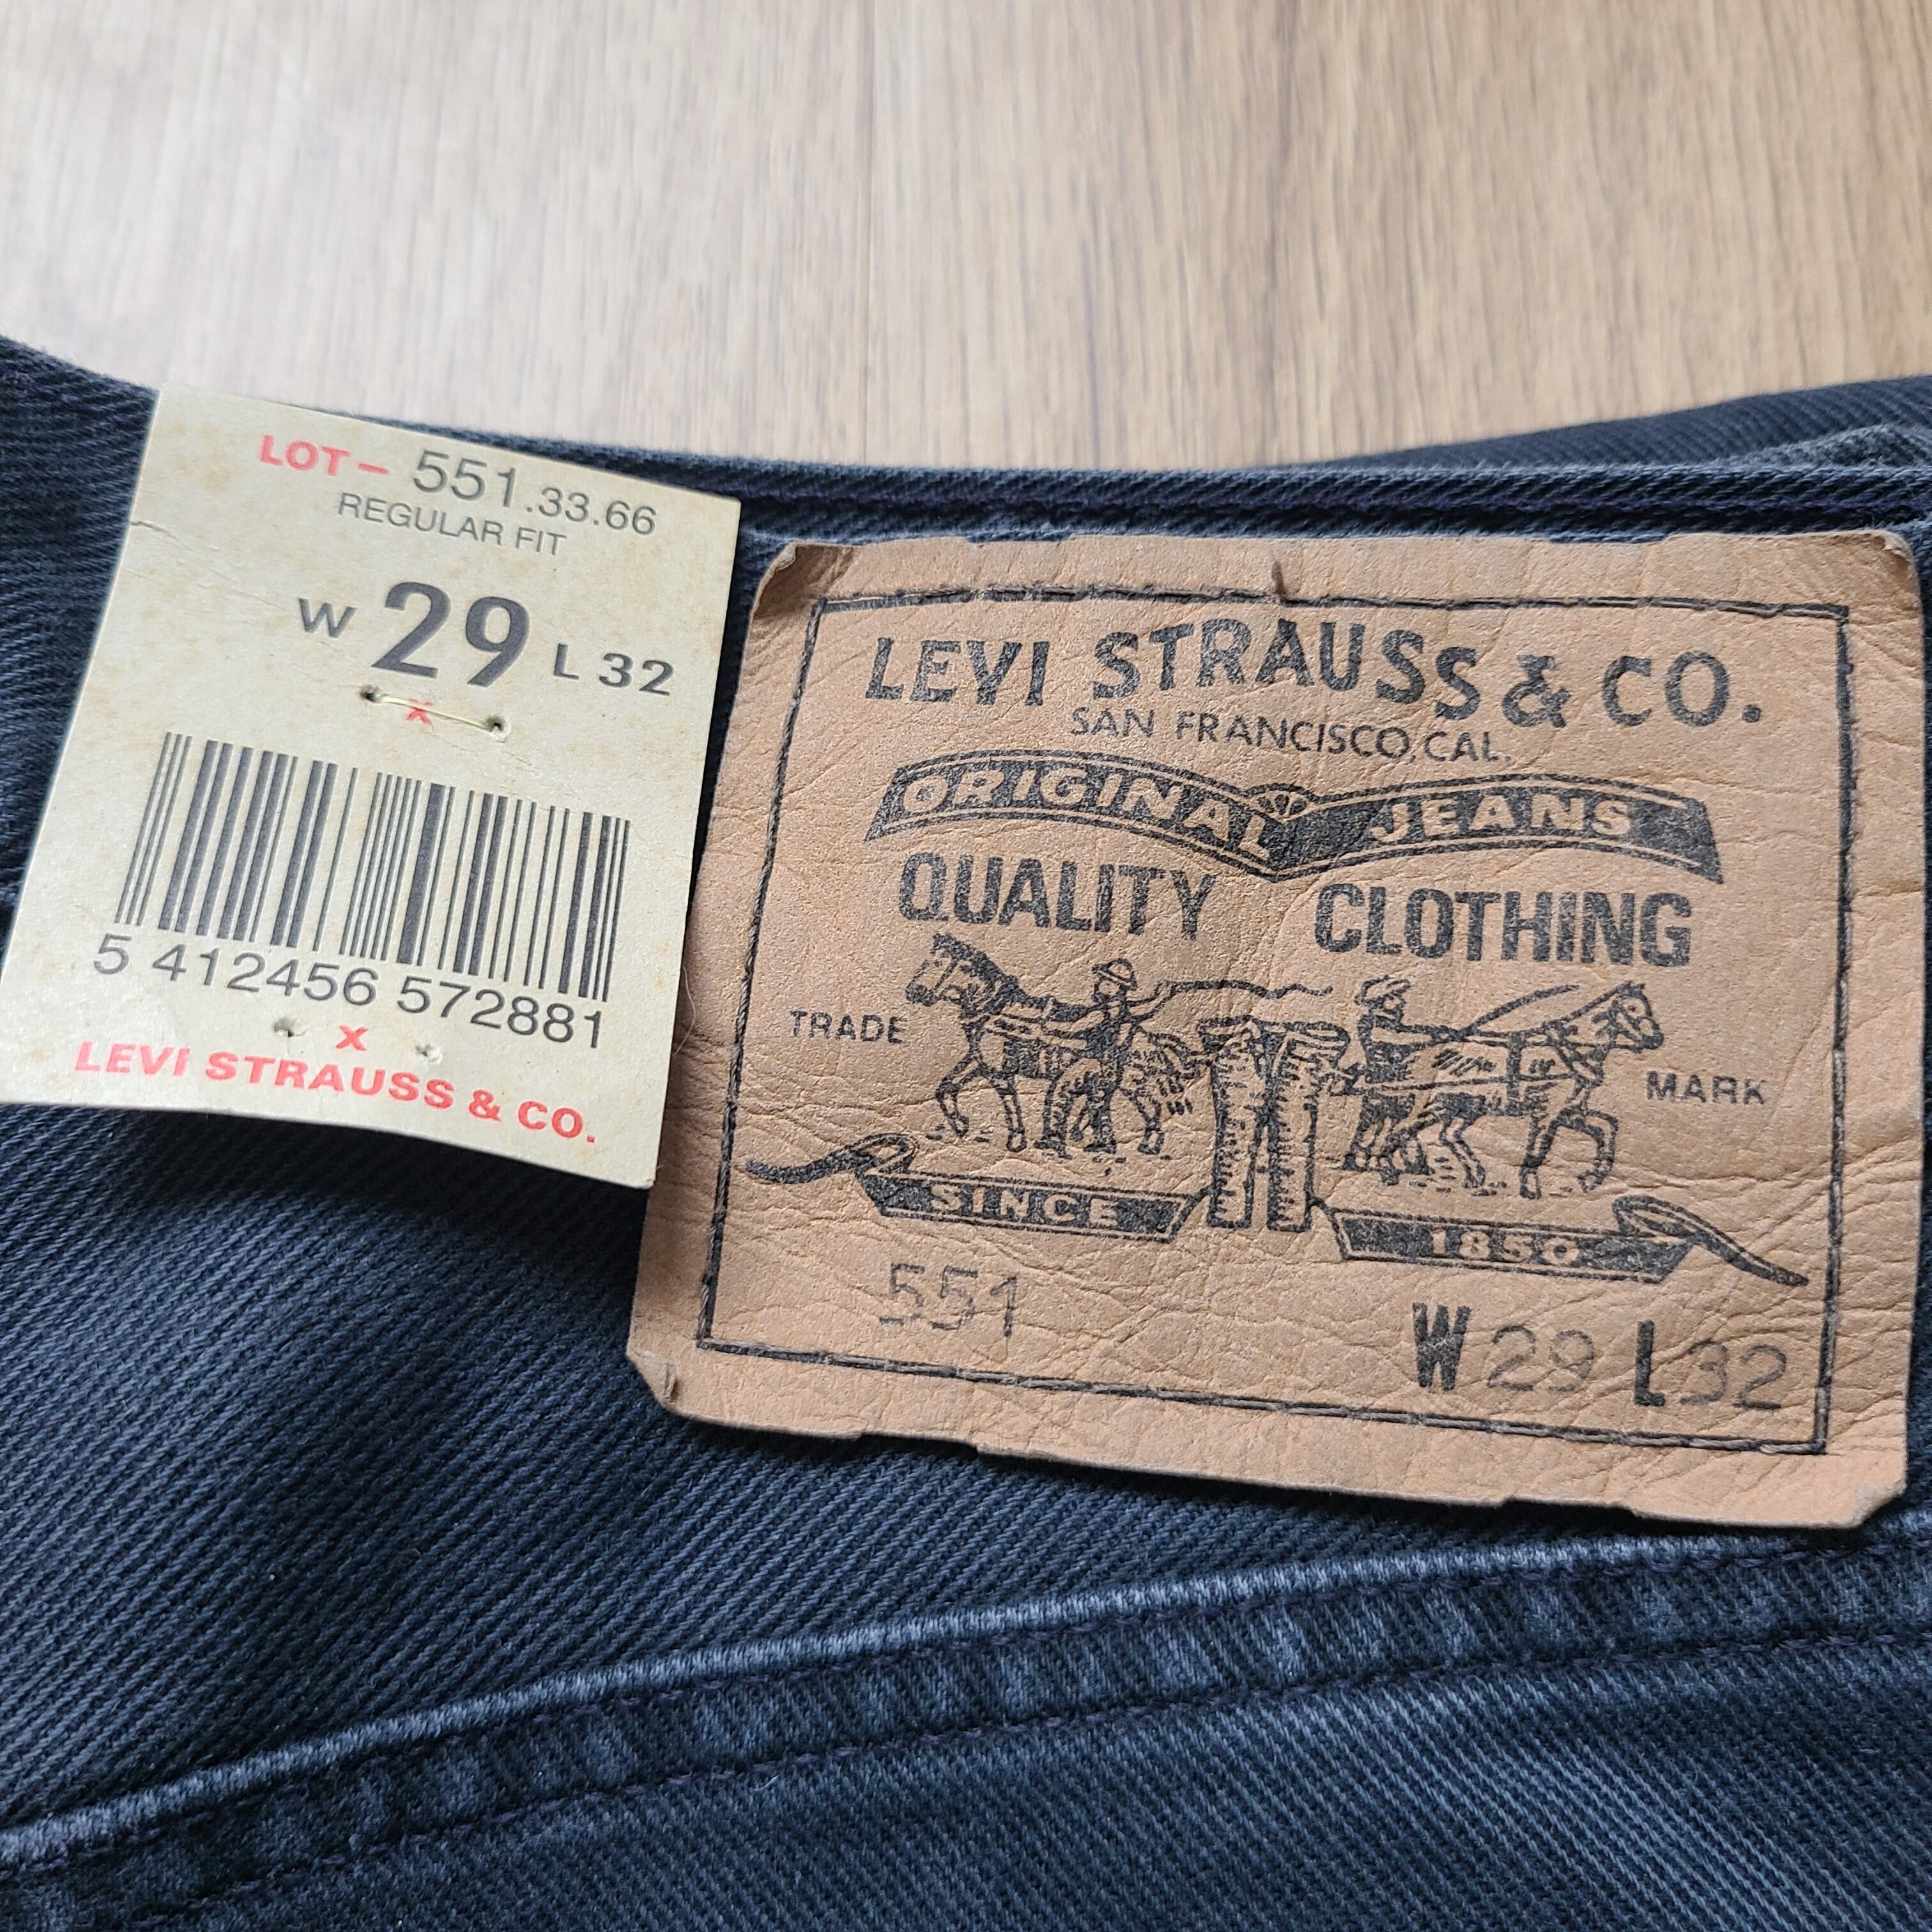 LOT- 551.33.66
REGULAR FIT
W 29 L 32
x
5 412456 572881
x
LEVI STRAUSS & CO.
LEVI STRAUSS & CO.
SAN FRANCISCO, CAL.
ORIGINAL JEANS
QUALITY CLOTHING
TRADE MARK
SINCE 1850
551
W 29 L 32